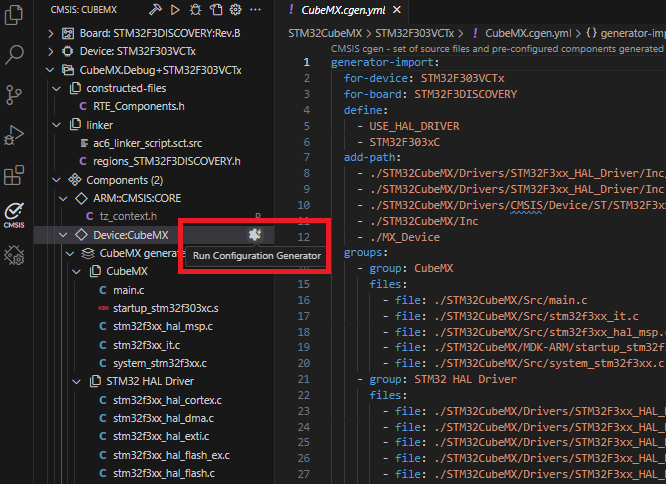 CMSIS: CUBEMX
CubeMX.cgen.yml
Board: STM32F3DISCOVERY:Rev.B
Device: STM32F303VCTx
CubeMX.Debug+STM32F303VCTx
constructed-files
RTE_Components.h
linker
ac6_linker_script.sct.src
regions_STM32F3DISCOVERY.h
Components (2)
ARM::CMSIS:CORE
tz_context.h
Device:CubeMX
Run Configuration Generator
CubeMX genera
CubeMX
main.c
ASM startup_stm32f303xc.s
stm32f3xx_hal_msp.c
stm32f3xx_it.c
system_stm32f3xx.c
STM32 HAL Driver
stm32f3xx_hal_cortex.c
stm32f3xx_hal_dma.c
stm32f3xx_hal_exti.c
stm32f3xx_hal_flash_ex.c
stm32f3xx_hal_flash.c
CMSIS
STM32CubeMX > STM32F303VCTx > CubeMX.cgen.yml > {} generator-imp
CMSIS cgen - set of source files and pre-configured components generated
1 generator-import:
2 for-device: STM32F303VCTx
3 for-board: STM32F3DISCOVERY
4 define:
5 - USE_HAL_DRIVER
6 - STM32F303xC
7 add-path:
8 - ./STM32CubeMX/Drivers/STM32F3xx_HAL_Driver/Inc
9 - ./STM32CubeMX/Drivers/STM32F3xx_HAL_Driver/Inc/
10 - ./STM32CubeMX/Drivers/CMSIS/Device/ST/STM32F3x
11 - ./STM32CubeMX/Inc
12 - ./MX_Device
groups:
- group: CubeMX
15 files:
16 - file: ./STM32CubeMX/Src/main.c
17 - file: ./STM32CubeMX/Src/stm32f3xx_it.c
18 - file: ./STM32CubeMX/Src/stm32f3xx_hal_msp.c
19 - file: ./STM32CubeMX/MDK-ARM/startup_stm32f3
20 - file: ./STM32CubeMX/Src/system_stm32f3xx.c
21 - group: STM32 HAL Driver
22 files:
23 - file: ./STM32CubeMX/Drivers/STM32F3xx_HAL_
24 - file: ./STM32CubeMX/Drivers/STM32F3xx_HAL_
25 - file: ./STM32CubeMX/Drivers/STM32F3xx_HAL_
26 - file: ./STM32CubeMX/Drivers/STM32F3xx_HAL_
27 - file: ./STM32CubeMX/Drivers/STM32F3xx_HAL_